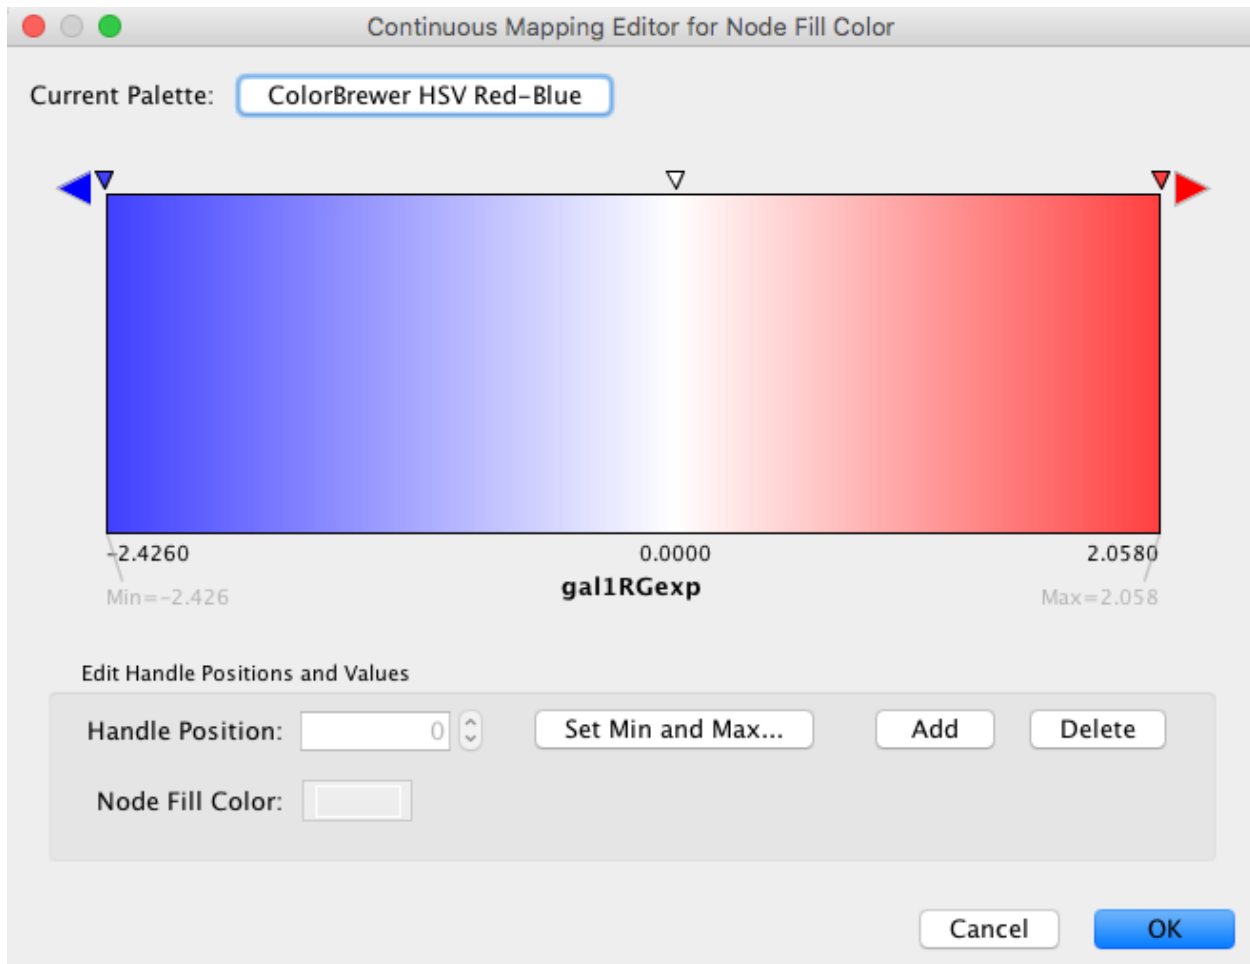 Continuous Mapping Editor for Node Fill Color
Current Palette: ColorBrewer HSV Red-Blue
-2.4260 0.0000 2.0580
Min=-2.426 gal1RGexp Max=2.058
Edit Handle Positions and Values
Handle Position: 0 Set Min and Max... Add Delete
Node Fill Color:
Cancel OK